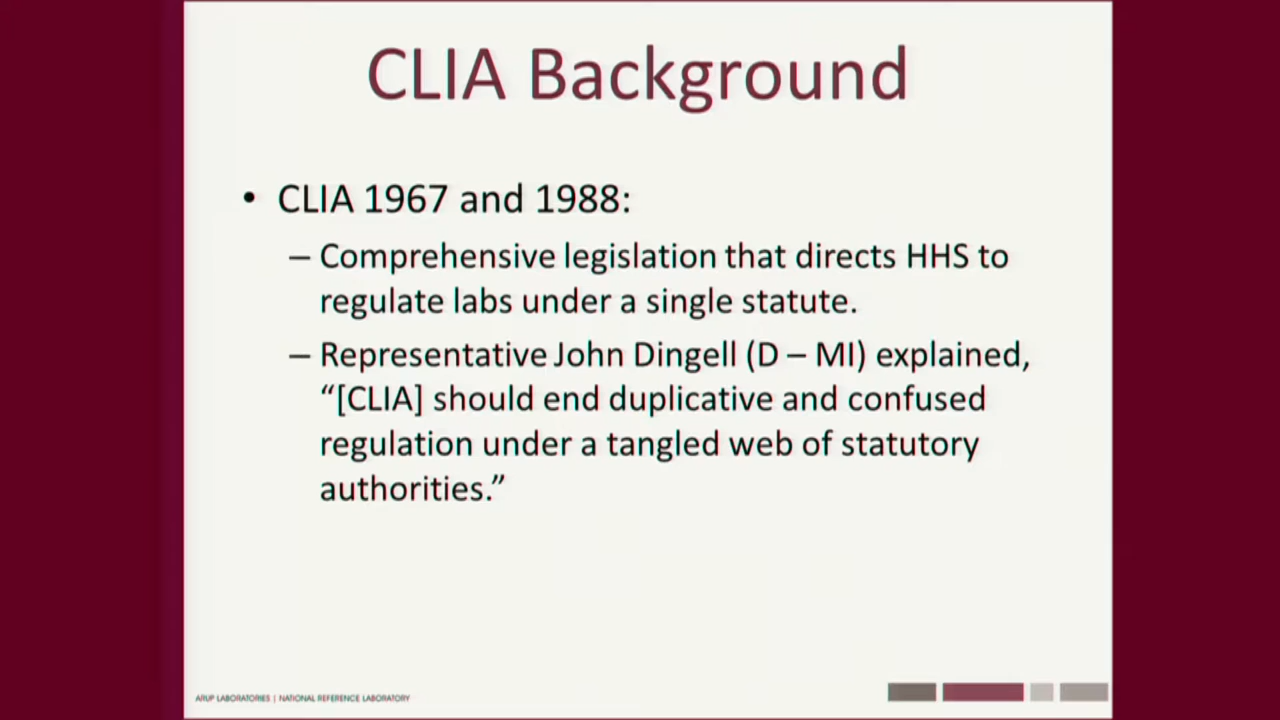 CLIA Background
• CLIA 1967 and 1988:
– Comprehensive legislation that directs HHS to
regulate labs under a single statute.
– Representative John Dingell (D – MI) explained,
“[CLIA] should end duplicative and confused
regulation under a tangled web of statutory
authorities.”
ARUP LABORATORIES | NATIONAL REFERENCE LABORATORY